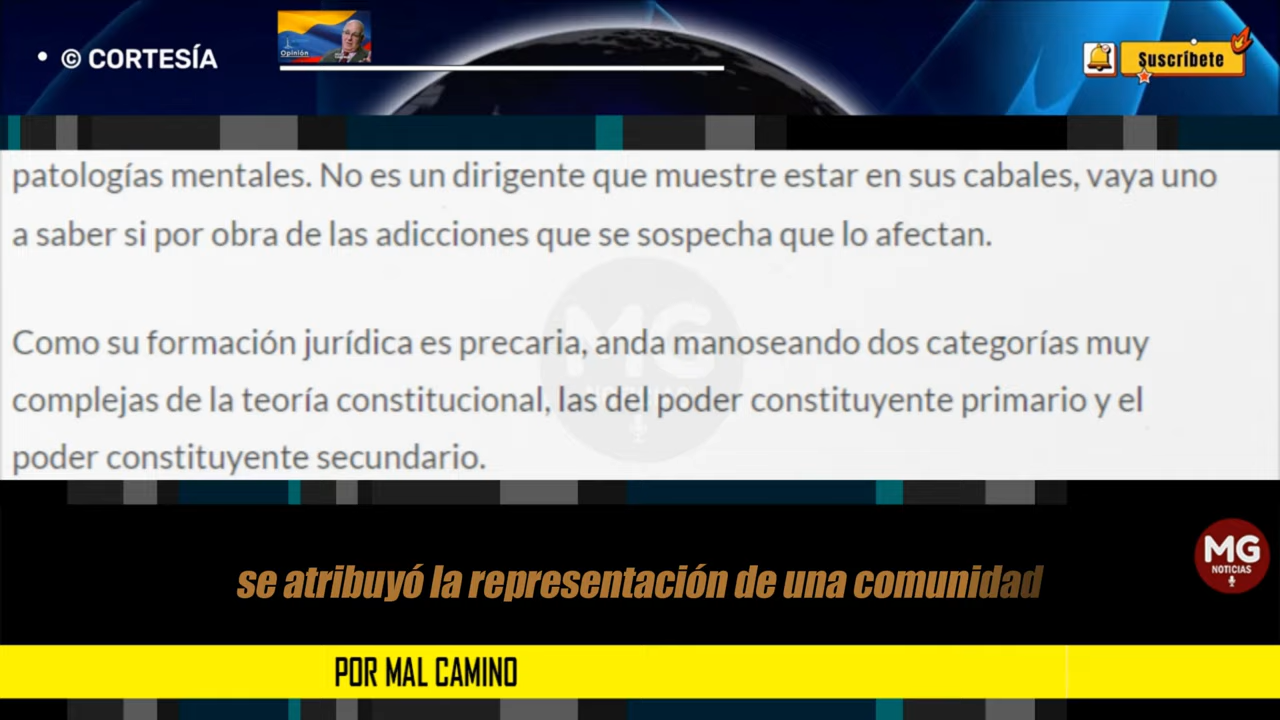 • © CORTESÍA
Opinión
Suscríbete
patologías mentales. No es un dirigente que muestre estar en sus cabales, vaya uno
a saber si por obra de las adicciones que se sospecha que lo afectan.
MG
NOTICIAS
Como su formación jurídica es precaria, anda manoseando dos categorías muy
complejas de la teoría constitucional, las del poder constituyente primario y el
poder constituyente secundario.
se atribuyó la representación de una comunidad
MG
NOTICIAS
POR MAL CAMINO